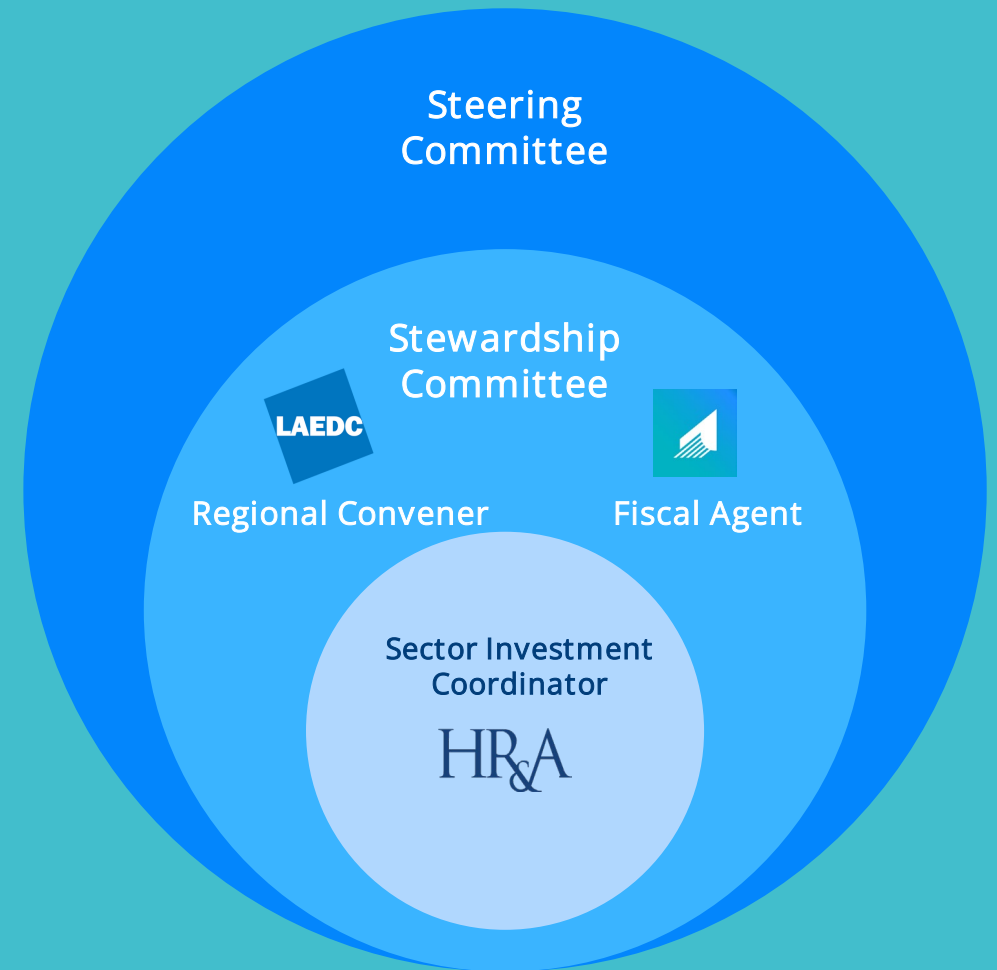 Steering
Committee
Stewardship
Committee
LAEDC
Regional Convener
Fiscal Agent
Sector Investment
Coordinator
HR&A